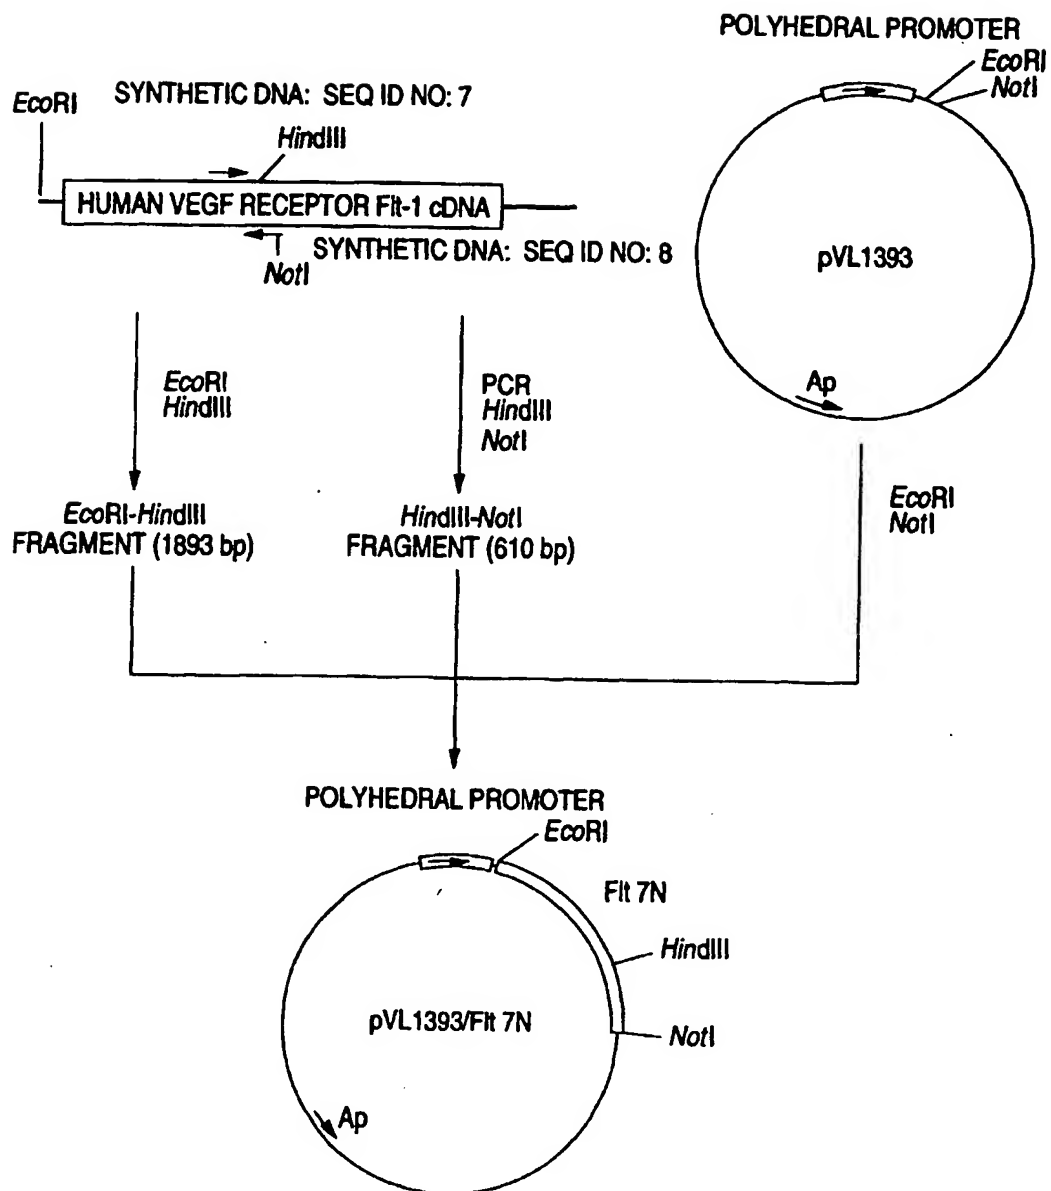 POLYHEDRAL PROMOTER
EcoRI
NotI
EcoRI
SYNTHETIC DNA: SEQ ID NO: 7
HindIII
HUMAN VEGF RECEPTOR Flt-1 cDNA
SYNTHETIC DNA: SEQ ID NO: 8
NotI
pVL1393
Ap
EcoRI
HindIII
PCR
HindIII
NotI
EcoRI
NotI
EcoRI-HindIII
FRAGMENT (1893 bp)
HindIII-NotI
FRAGMENT (610 bp)
POLYHEDRAL PROMOTER
EcoRI
Flt 7N
HindIII
pVL1393/Flt 7N
NotI
Ap